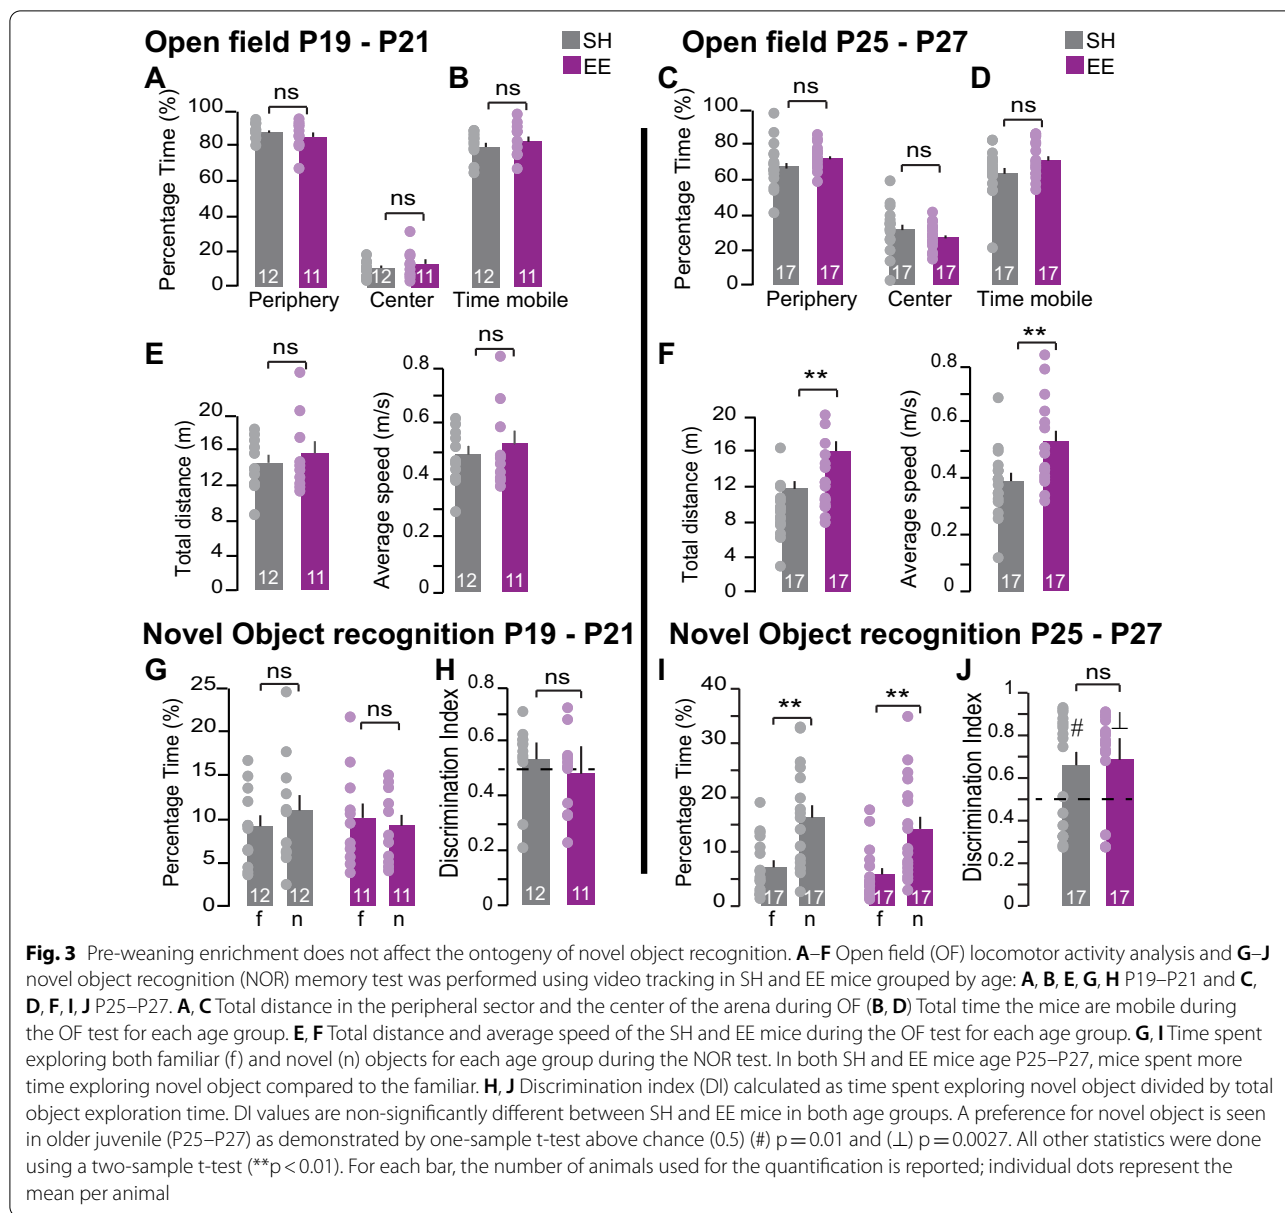 Open field P19 - P21
SH
EE
Open field P25 - P27
SH
EE
A
Percentage Time (%)
100
80
60
40
20
0
ns
12
11
Periphery
ns
12
11
Center
B
ns
12
11
Time mobile
C
Percentage Time (%)
100
80
60
40
20
0
ns
17
17
Periphery
ns
17
17
Center
D
ns
17
17
Time mobile
E
Total distance (m)
20
16
12
8
4
0
ns
12
11
Average speed (m/s)
0.8
0.6
0.4
0.2
0
ns
12
11
F
Total distance (m)
20
16
12
8
4
0
**
17
17
Average speed (m/s)
0.8
0.6
0.4
0.2
0
**
17
17
Novel Object recognition P19 - P21
Novel Object recognition P25 - P27
G
Percentage Time (%)
25
20
15
10
5
0
ns
12
12
f
n
ns
11
11
f
n
H
Discrimination Index
0.8
0.6
0.4
0.2
0
ns
12
11
I
Percentage Time (%)
40
30
20
10
0
**
17
17
f
n
**
17
17
f
n
J
Discrimination Index
1
0.8
0.6
0.4
0.2
0
ns
#
⊥
17
17
Fig. 3 Pre-weaning enrichment does not affect the ontogeny of novel object recognition. A–F Open field (OF) locomotor activity analysis and G–J
novel object recognition (NOR) memory test was performed using video tracking in SH and EE mice grouped by age: A, B, E, G, H P19–P21 and C,
D, F, I, J P25–P27. A, C Total distance in the peripheral sector and the center of the arena during OF (B, D) Total time the mice are mobile during
the OF test for each age group. E, F Total distance and average speed of the SH and EE mice during the OF test for each age group. G, I Time spent
exploring both familiar (f) and novel (n) objects for each age group during the NOR test. In both SH and EE mice age P25–P27, mice spent more
time exploring novel object compared to the familiar. H, J Discrimination index (DI) calculated as time spent exploring novel object divided by total
object exploration time. DI values are non-significantly different between SH and EE mice in both age groups. A preference for novel object is seen
in older juvenile (P25–P27) as demonstrated by one-sample t-test above chance (0.5) (#) p = 0.01 and (⊥) p = 0.0027. All other statistics were done
using a two-sample t-test (**p < 0.01). For each bar, the number of animals used for the quantification is reported; individual dots represent the
mean per animal